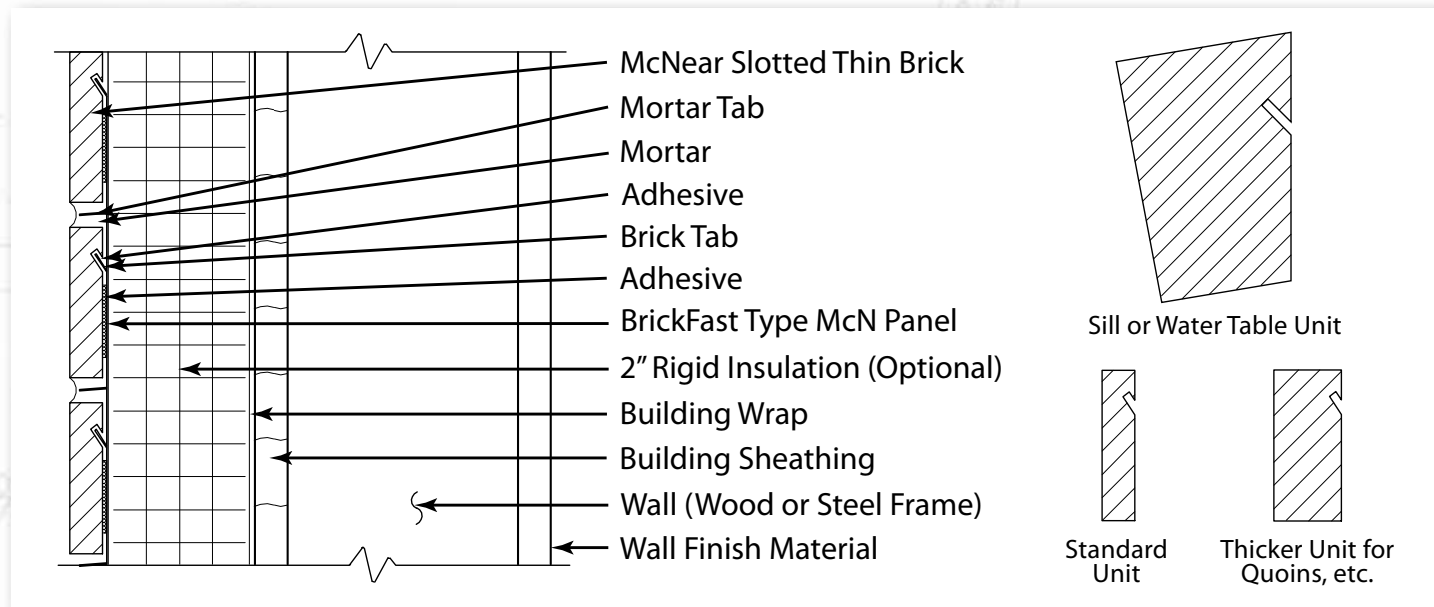 McNear Slotted Thin Brick
Mortar Tab
Mortar
Adhesive
Brick Tab
Adhesive
BrickFast Type McN Panel
2” Rigid Insulation (Optional)
Building Wrap
Building Sheathing
Wall (Wood or Steel Frame)
Wall Finish Material
Sill or Water Table Unit
Standard
Unit
Thicker Unit for
Quoins, etc.